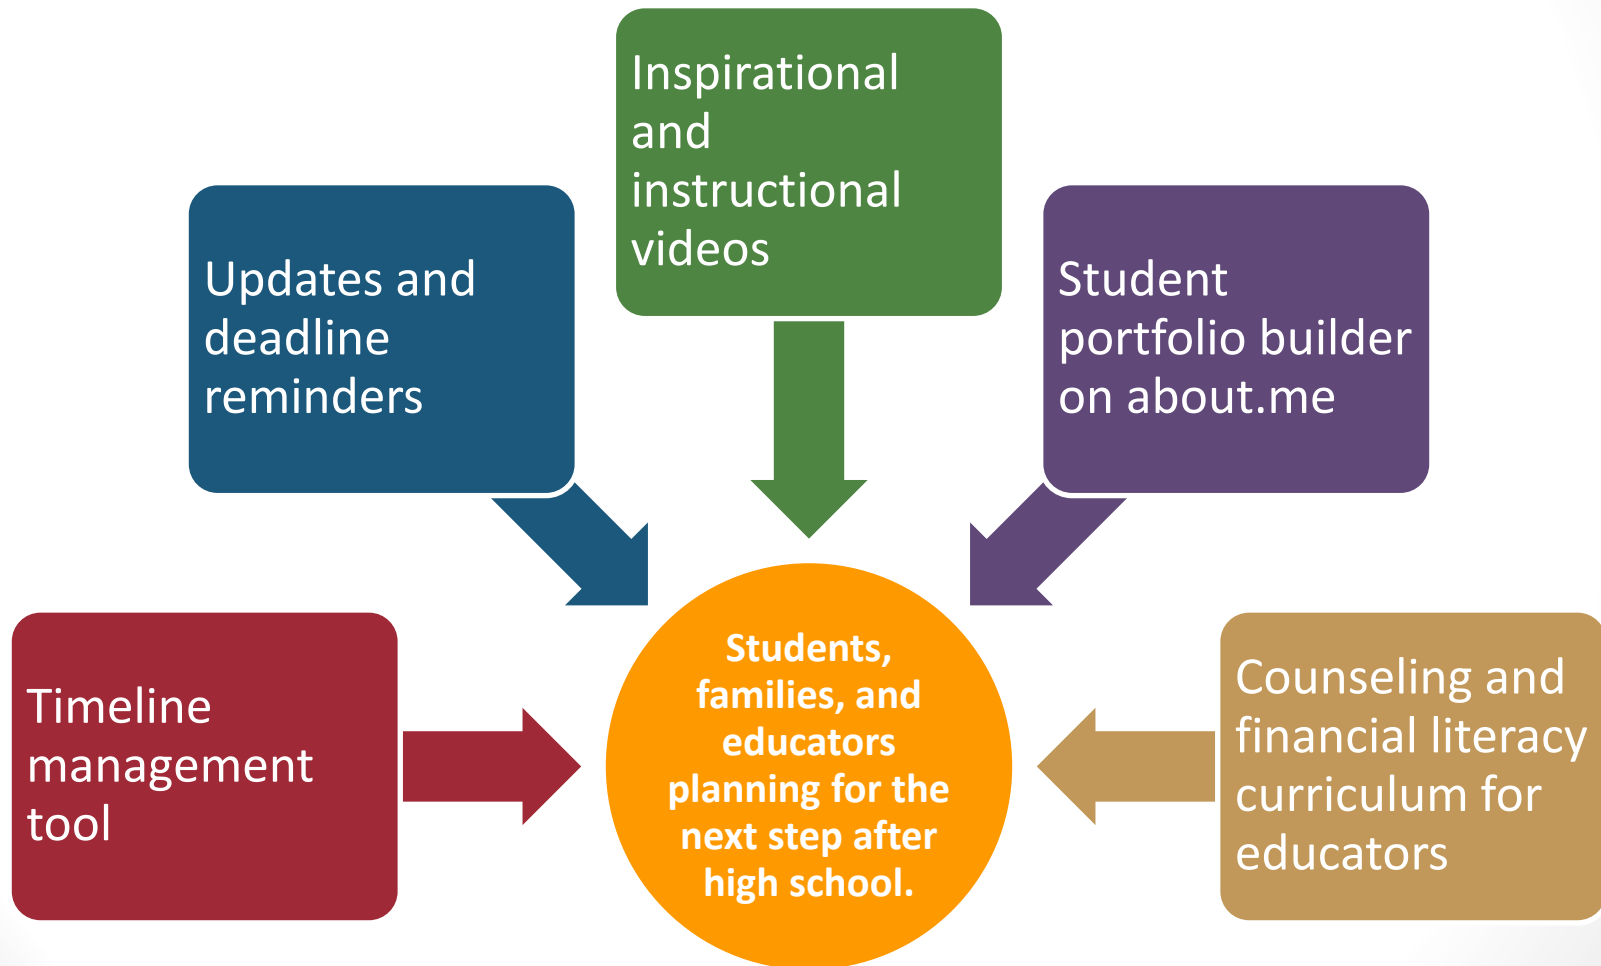 Inspirational
and
instructional
videos
Updates and
deadline
reminders
Student
portfolio builder
on about.me
Timeline
management
tool
Students,
families, and
educators
planning for the
next step after
high school.
Counseling and
financial literacy
curriculum for
educators